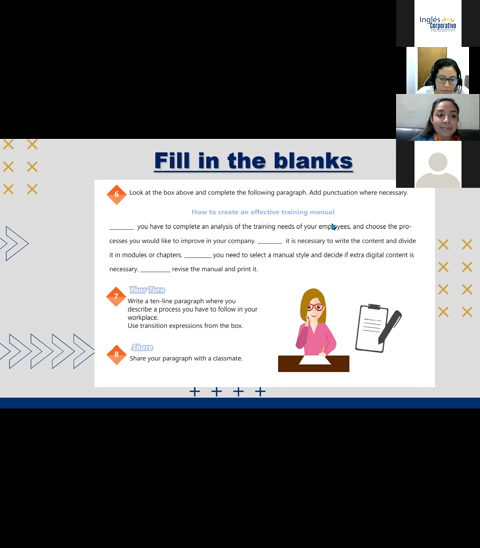 Inglés
Corporativo
Fill in the blanks
6 Look at the box above and complete the following paragraph. Add punctuation where necessary.
How to create an effective training manual
________ you have to complete an analysis of the training needs of your employees, and choose the pro-
cesses you would like to improve in your company. ________ it is necessary to write the content and divide
it in modules or chapters. ________ you need to select a manual style and decide if extra digital content is
necessary. ________ revise the manual and print it.
7 Your Turn
Write a ten-line paragraph where you
describe a process you have to follow in your
workplace.
Use transition expressions from the box.
8 Share
Share your paragraph with a classmate.